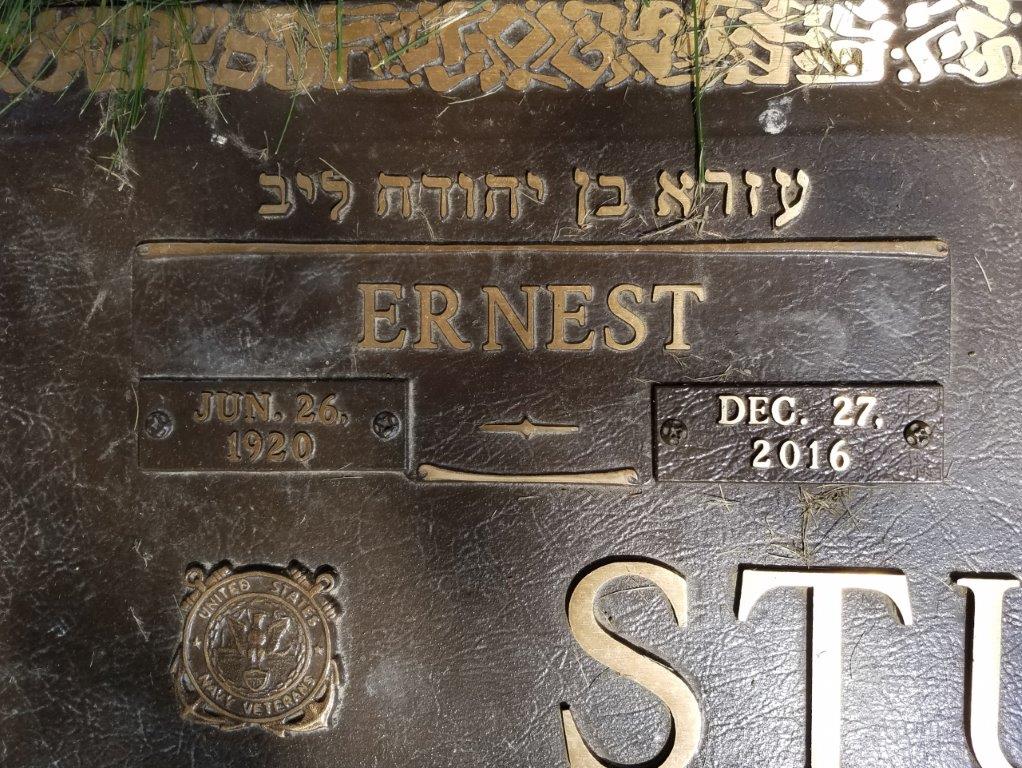 עזרא בן יהודה ליב
ERNEST
JUN. 26,
1920
DEC. 27,
2016
UNITED STATES
NAVY VETERANS
STU